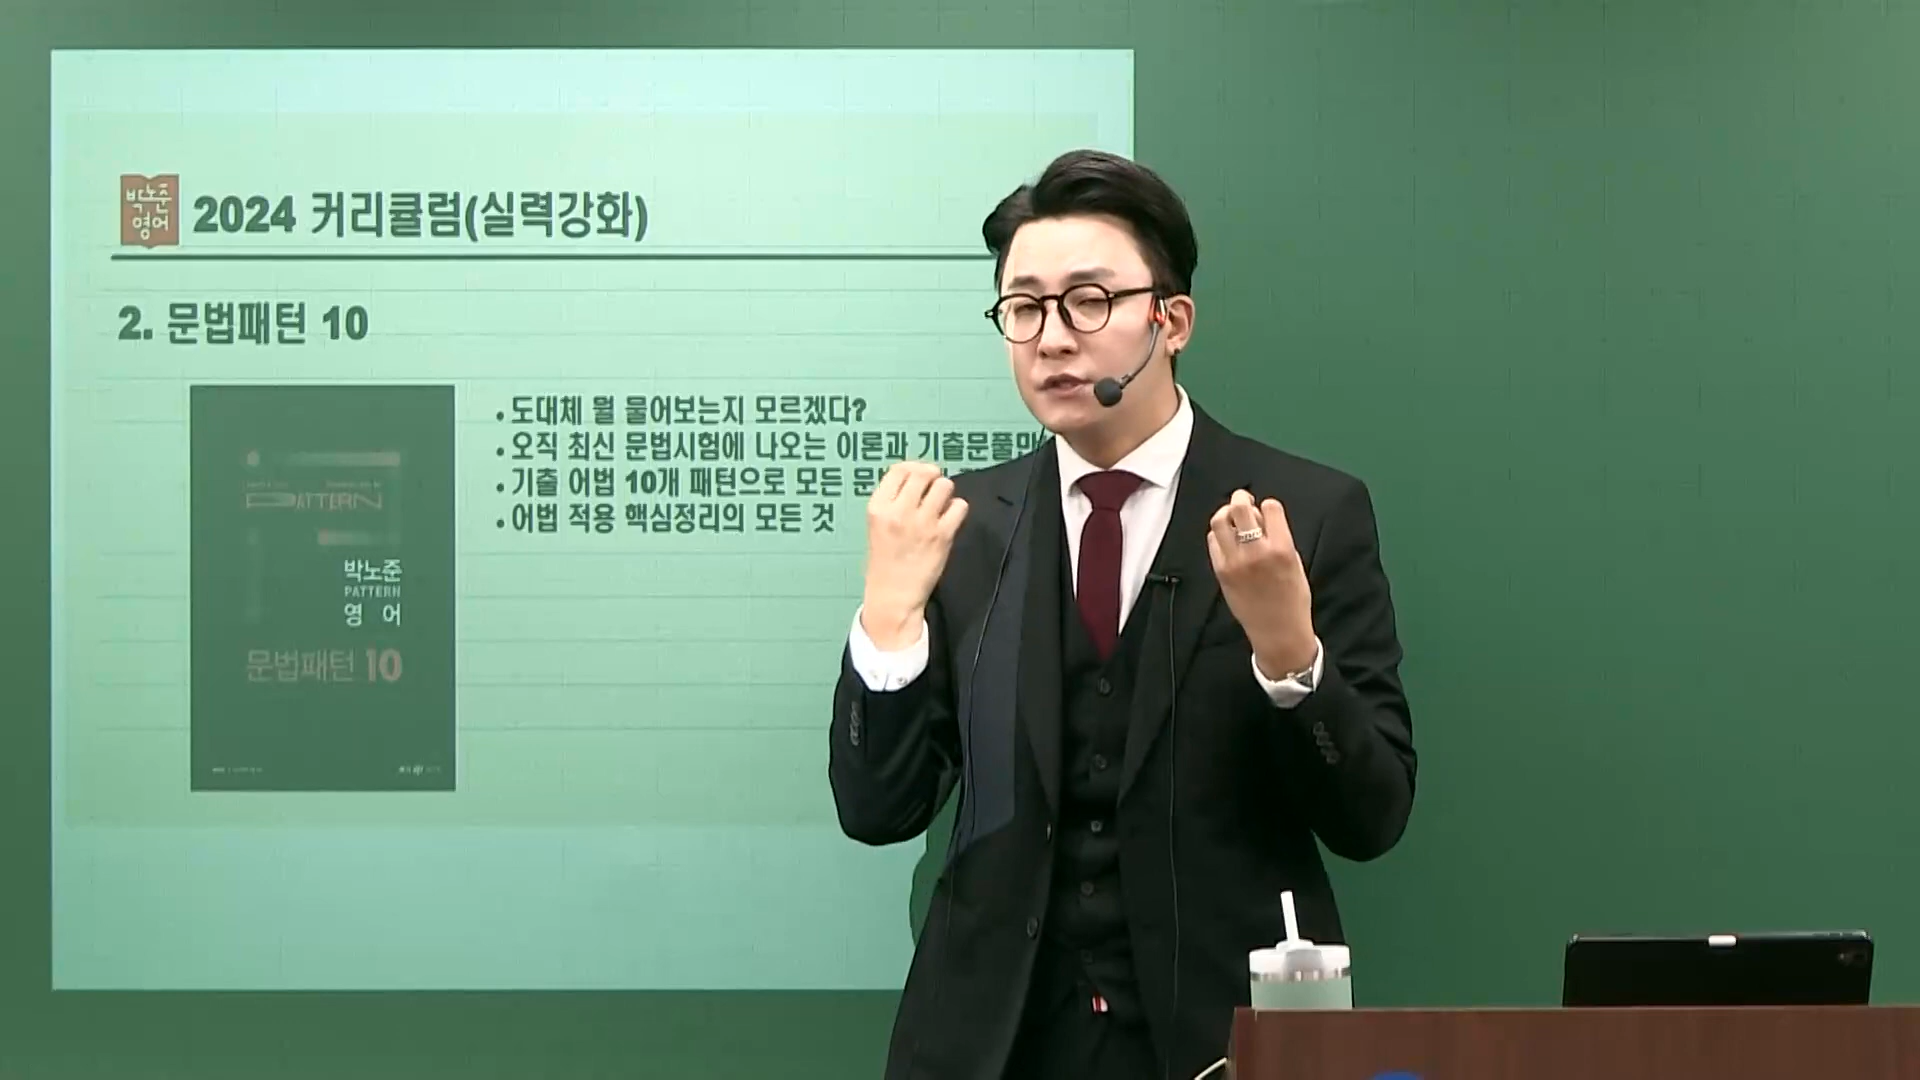 박노준
영어
2024 커리큘럼(실력강화)
2. 문법패턴 10
PATTERN
박노준
PATTERN
영 어
문법패턴 10
• 도대체 뭘 물어보는지 모르겠다?
• 오직 최신 문법시험에 나오는 이론과 기출문풀만
• 기출 어법 10개 패턴으로 모든
• 어법 적용 핵심정리의 모든 것